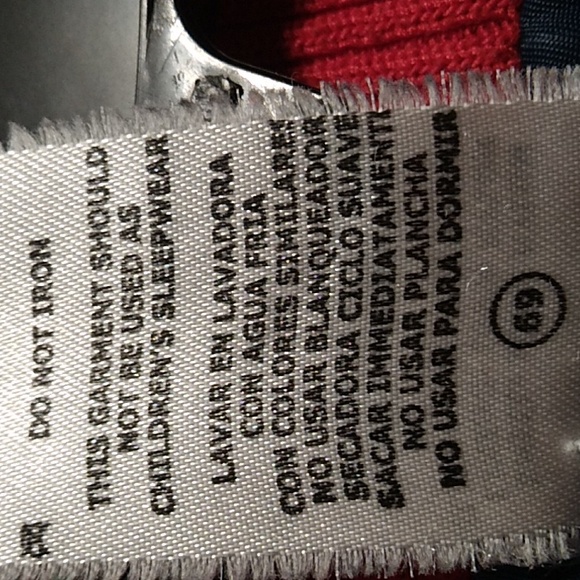 DO NOT IRON
THIS GARMENT SHOULD
NOT BE USED AS
CHILDREN'S SLEEPWEAR
LAVAR EN LAVADORA
CON AGUA FRIA
CON COLORES SIMILARES
NO USAR BLANQUEADOR
SECADORA CICLO SUAVE
SACAR IMMEDIATAMENTE
NO USAR PLANCHA
NO USAR PARA DORMIR
69